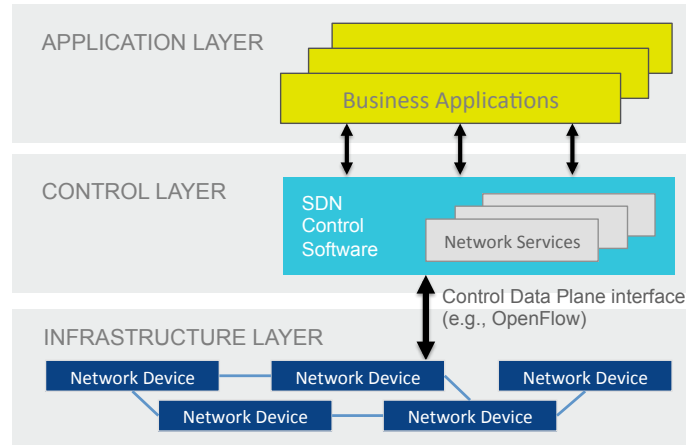 APPLICATION LAYER
Business Applications
CONTROL LAYER
SDN
Control
Software
Network Services
Control Data Plane interface
(e.g., OpenFlow)
INFRASTRUCTURE LAYER
Network Device
Network Device
Network Device
Network Device
Network Device